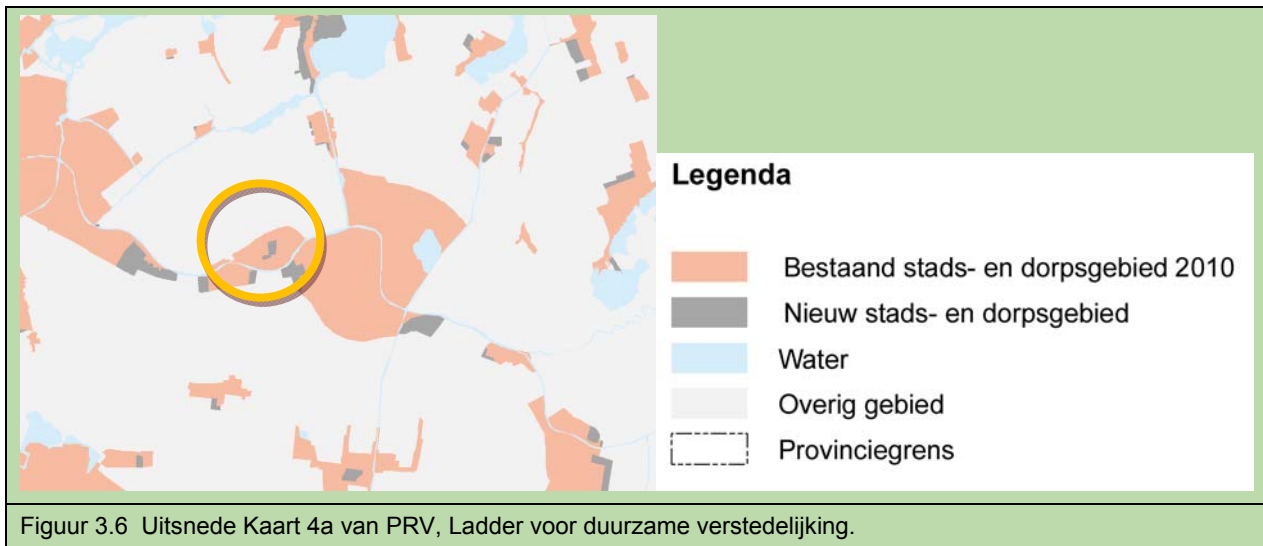 Legenda
Bestaand stads- en dorpsgebied 2010
Nieuw stads- en dorpsgebied
Water
Overig gebied
Provinciegrens
Figuur 3.6 Uitsnede Kaart 4a van PRV, Ladder voor duurzame verstedelijking.